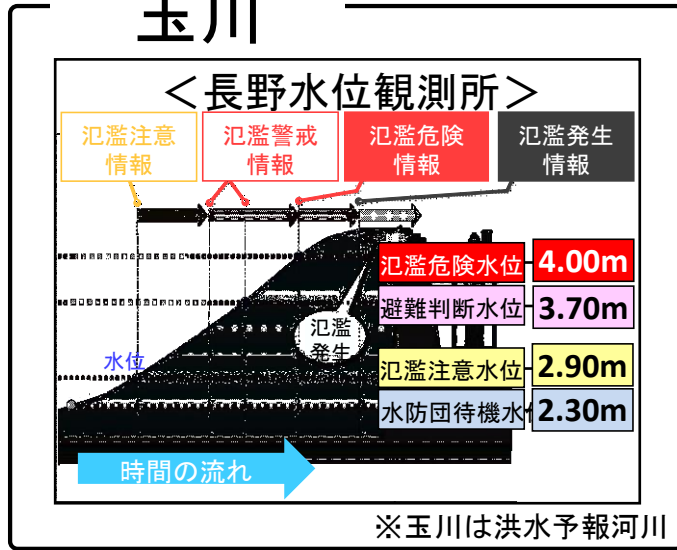 玉川
＜長野水位観測所＞
氾濫注意
情報
氾濫警戒
情報
氾濫危険
情報
氾濫発生
情報
氾濫危険水位 4.00m
避難判断水位 3.70m
氾濫
発生
水位
氾濫注意水位 2.90m
水防団待機水 2.30m
時間の流れ
※玉川は洪水予報河川